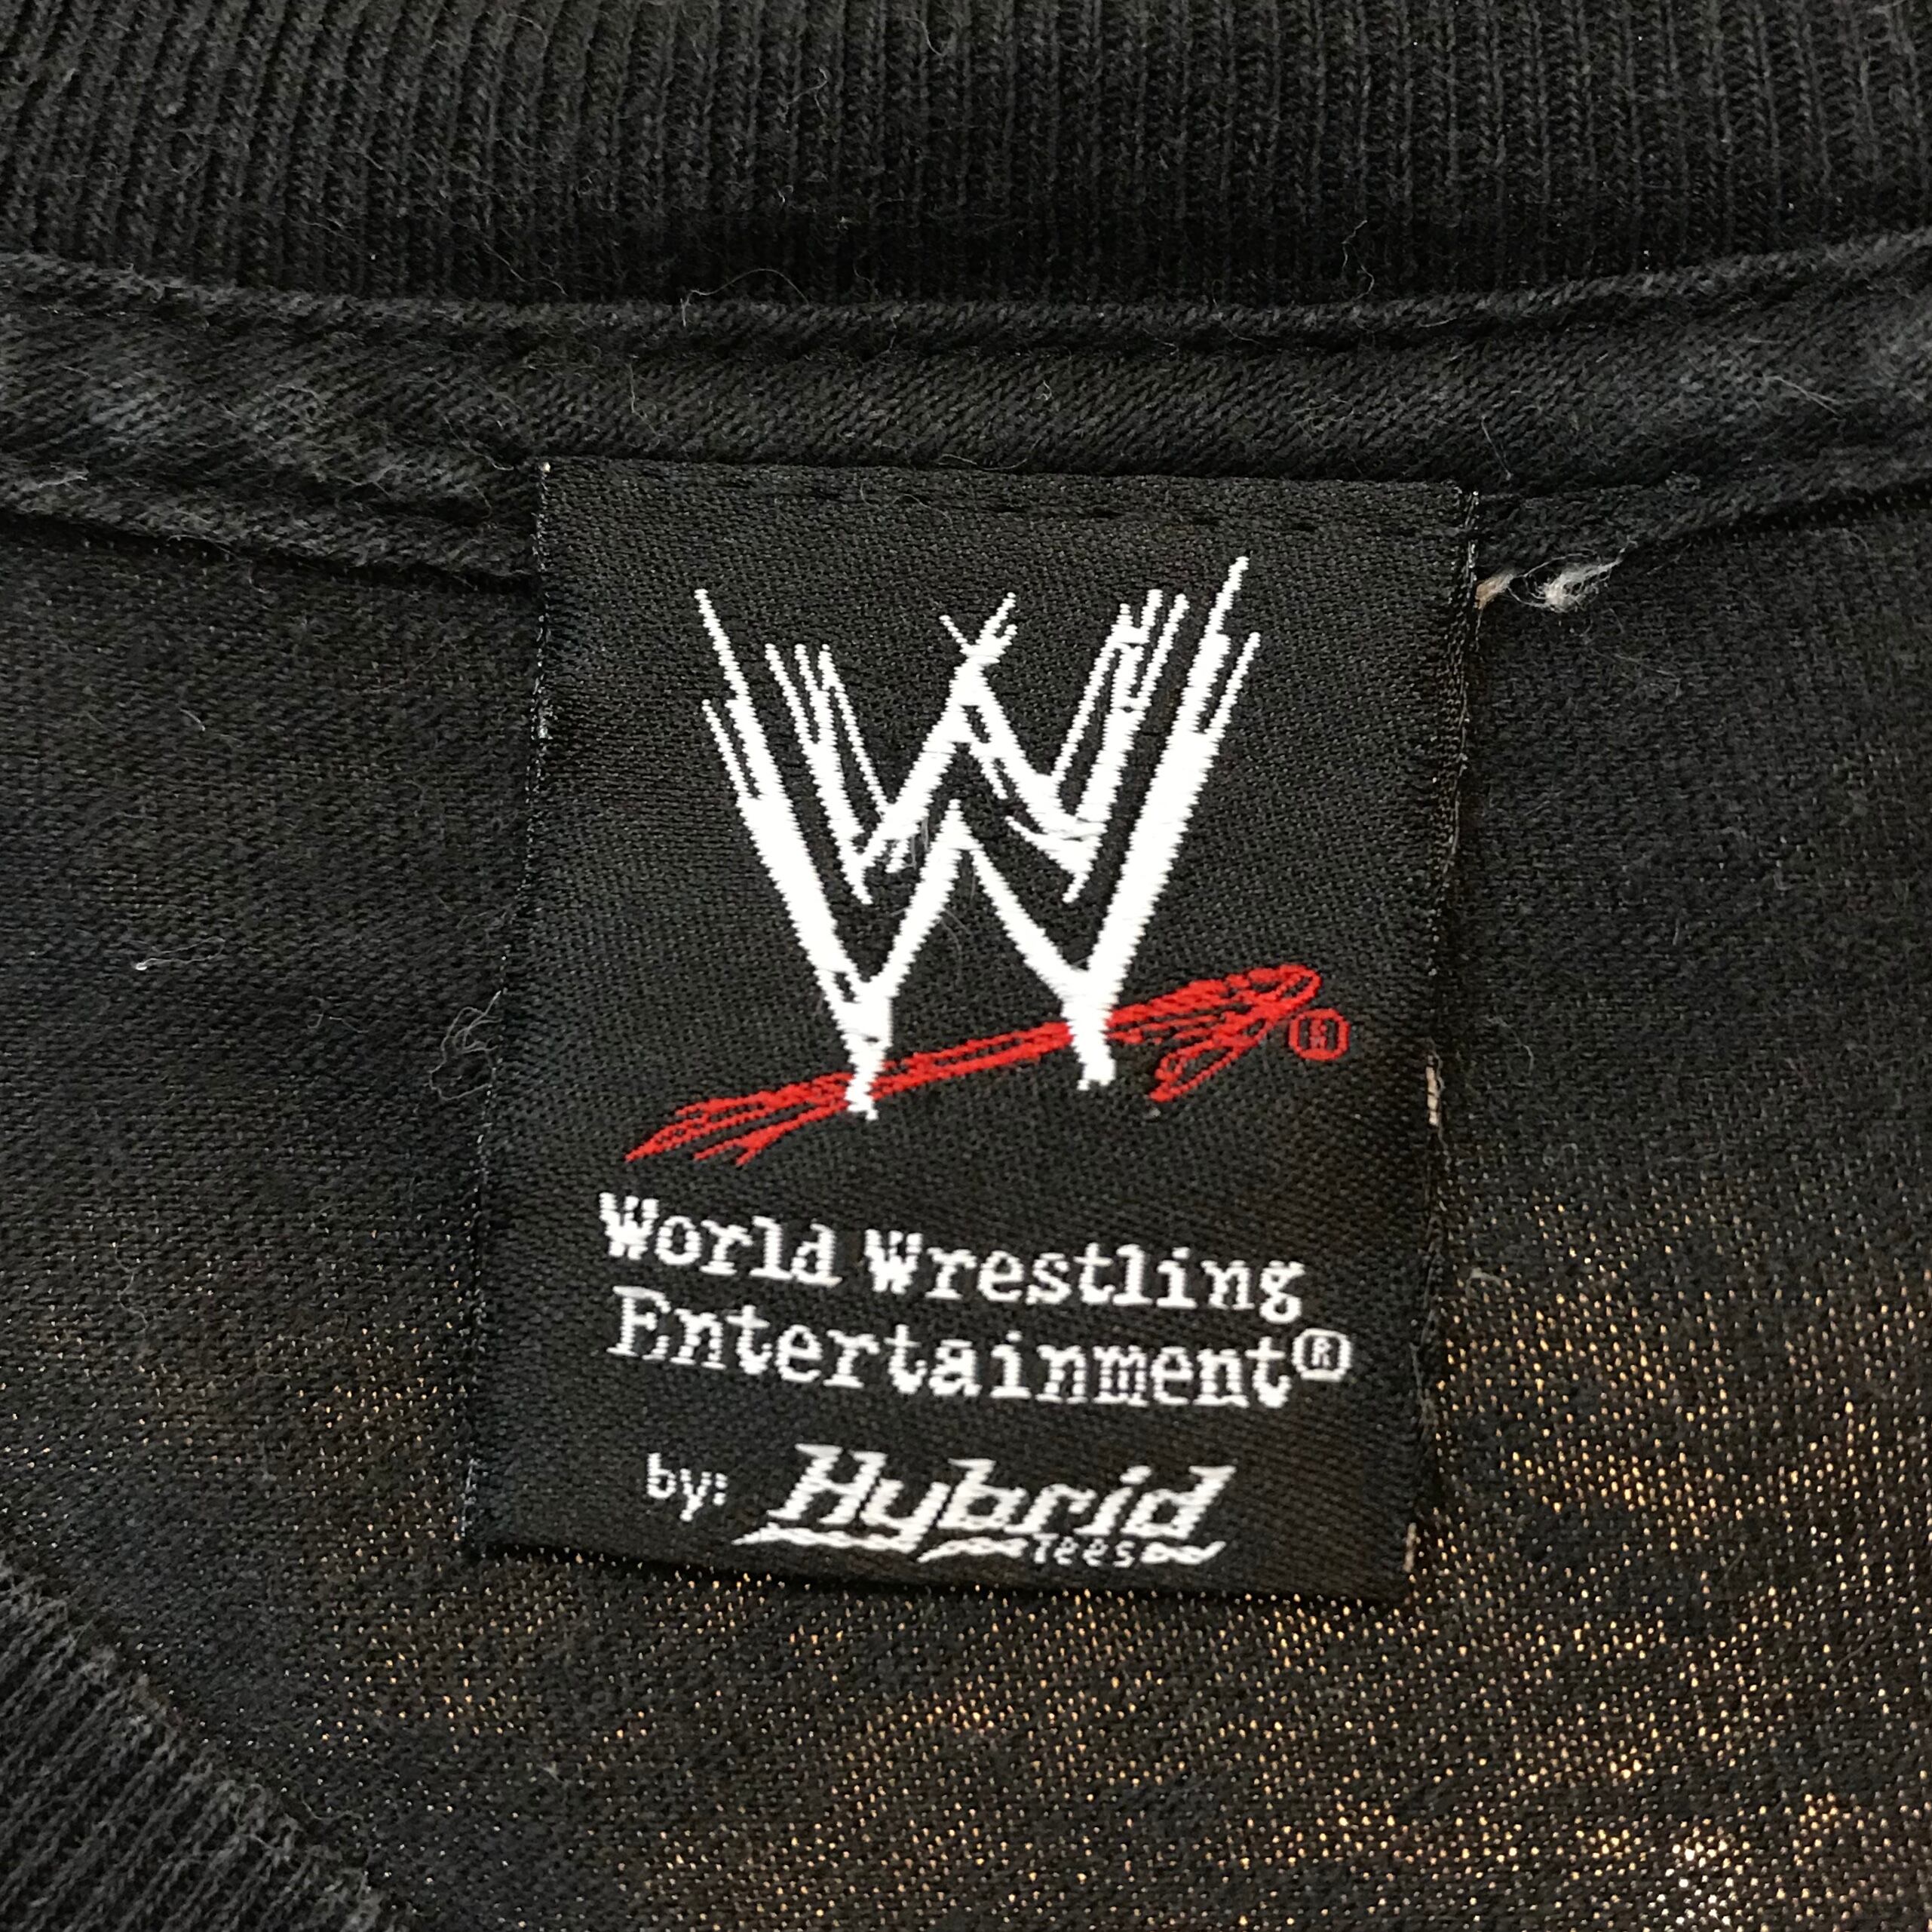 W
®
World Wrestling
Entertainment®
by: Hybrid
Tees